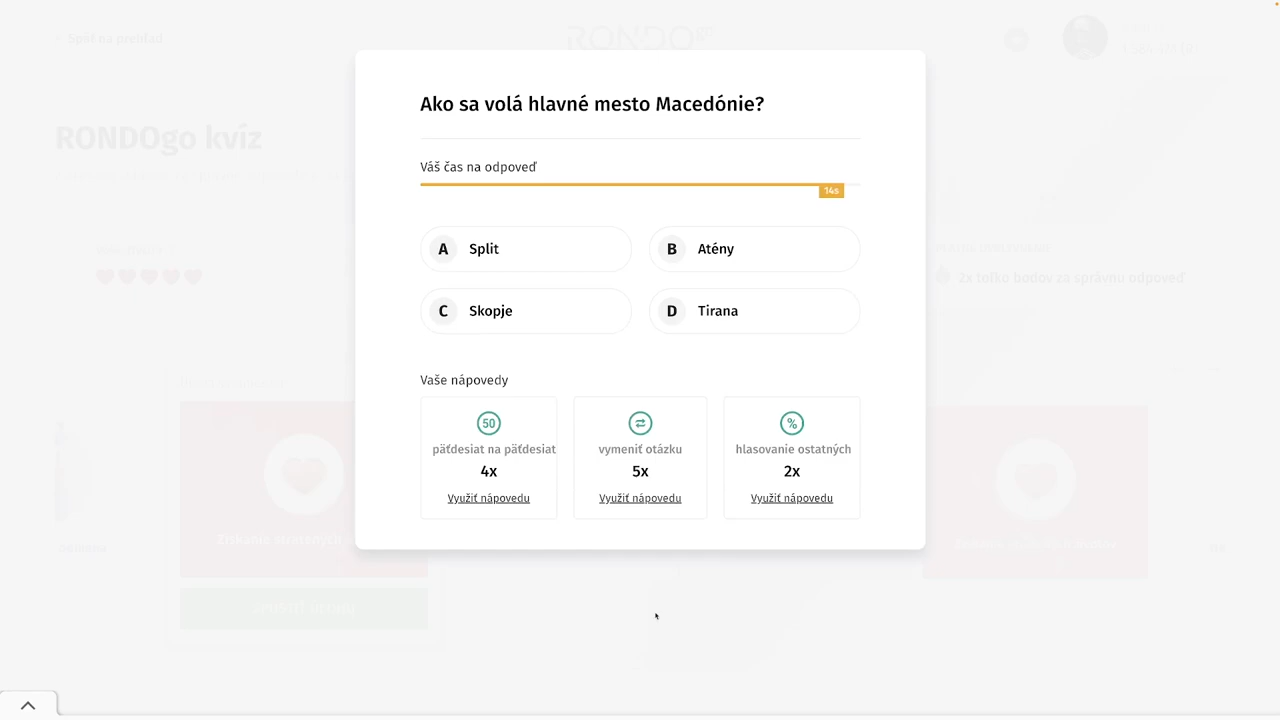 ‹ Späť na prehľad
RONDO
RONDOgo kvíz
Ako sa volá hlavné mesto Macedónie?
Váš čas na odpoveď
14s
A Split
B Atény
C Skopje
D Tirana
2x toľko bodov za správnu odpoveď
Vaše nápovedy
50
päťdesiat na päťdesiat
4x
Využiť nápovedu
vymeniť otázku
5x
Využiť nápovedu
%
hlasovanie ostatných
2x
Využiť nápovedu